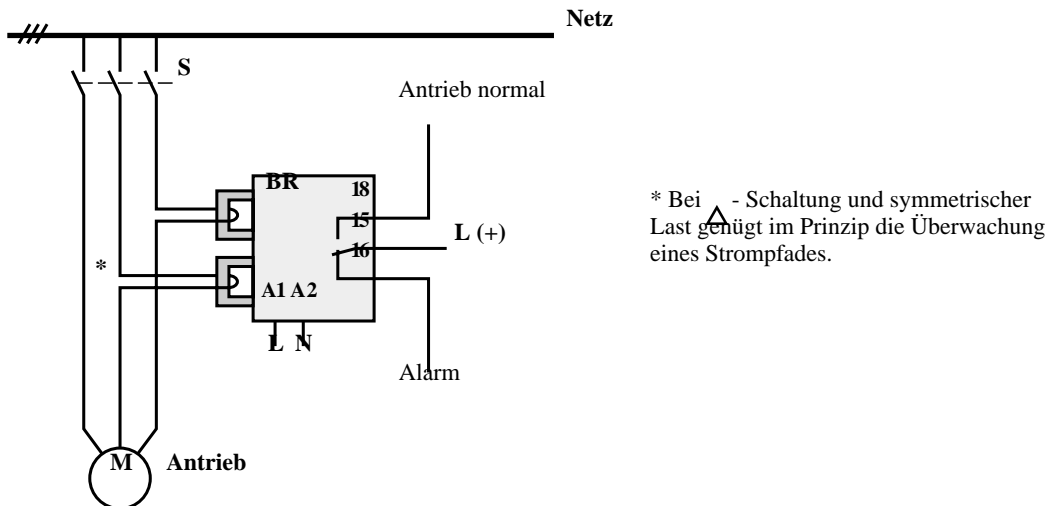 Netz
S
Antrieb normal
BR
18
15
L (+)
16
* Bei △ - Schaltung und symmetrischer
Last genügt im Prinzip die Überwachung
eines Strompfades.
*
A1 A2
L N
Alarm
M
Antrieb